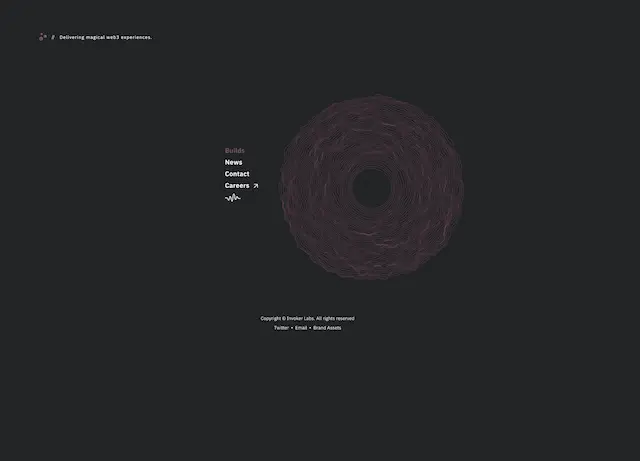 // Delivering magical web3 experiences.
Builds
News
Contact
Careers ↗
Copyright © Invoker Labs. All rights reserved
Twitter • Email • Brand Assets